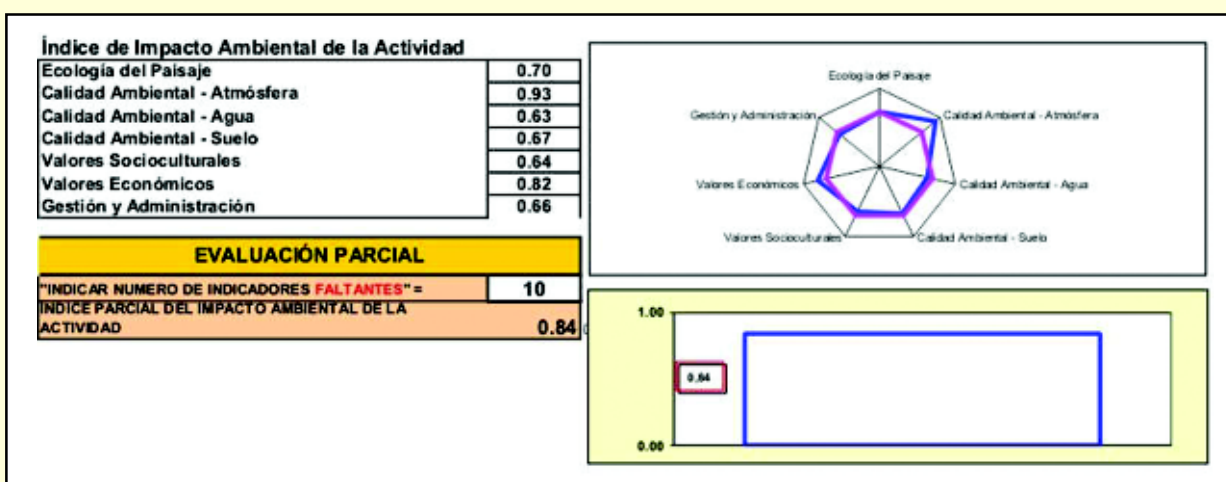 Índice de Impacto Ambiental de la Actividad
Ecología del Paisaje 0.70
Calidad Ambiental - Atmósfera 0.93
Calidad Ambiental - Agua 0.63
Calidad Ambiental - Suelo 0.67
Valores Socioculturales 0.64
Valores Económicos 0.82
Gestión y Administración 0.66
EVALUACIÓN PARCIAL
"INDICAR NUMERO DE INDICADORES FALTANTES" = 10
INDICE PARCIAL DEL IMPACTO AMBIENTAL DE LA
ACTIVIDAD 0.84
Ecología del Paisaje
Gestión y Administración
Calidad Ambiental - Atmósfera
Valores Económicos
Calidad Ambiental - Agua
Valores Socioculturales
Calidad Ambiental - Suelo
1.00
0.84
0.00